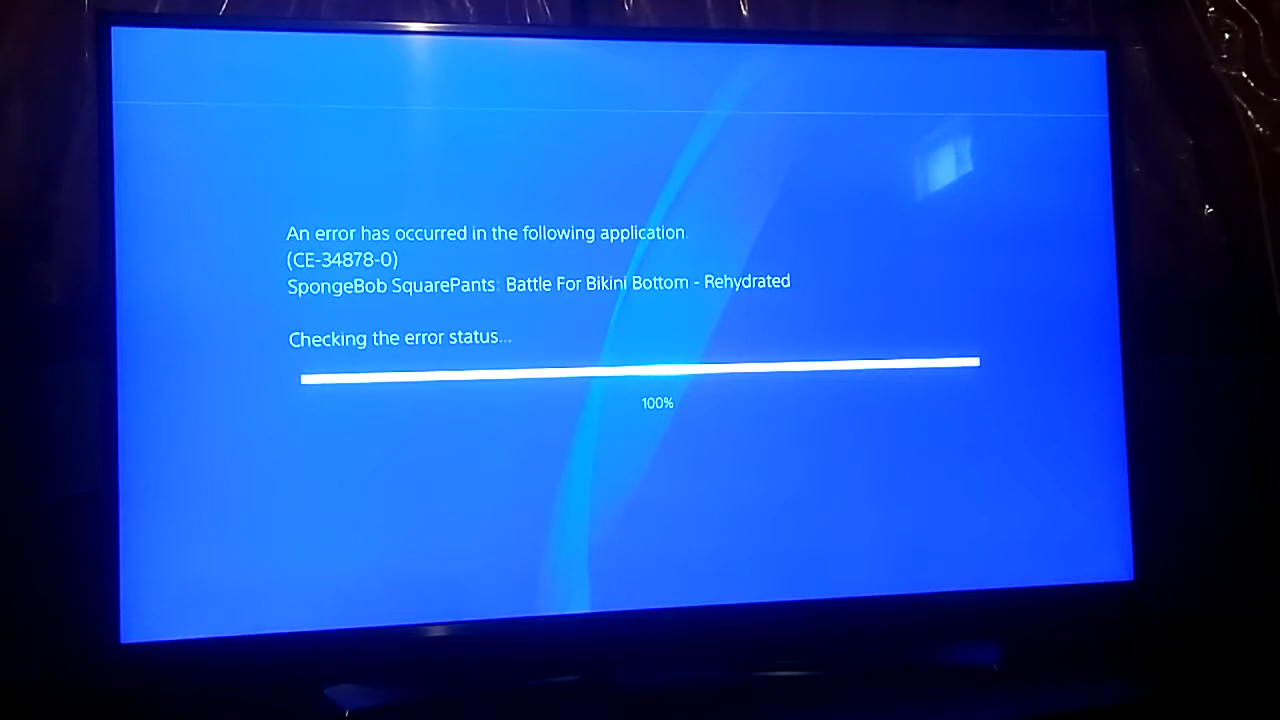 An error has occurred in the following application.
(CE-34878-0)
SpongeBob SquarePants: Battle For Bikini Bottom - Rehydrated
Checking the error status...
100%